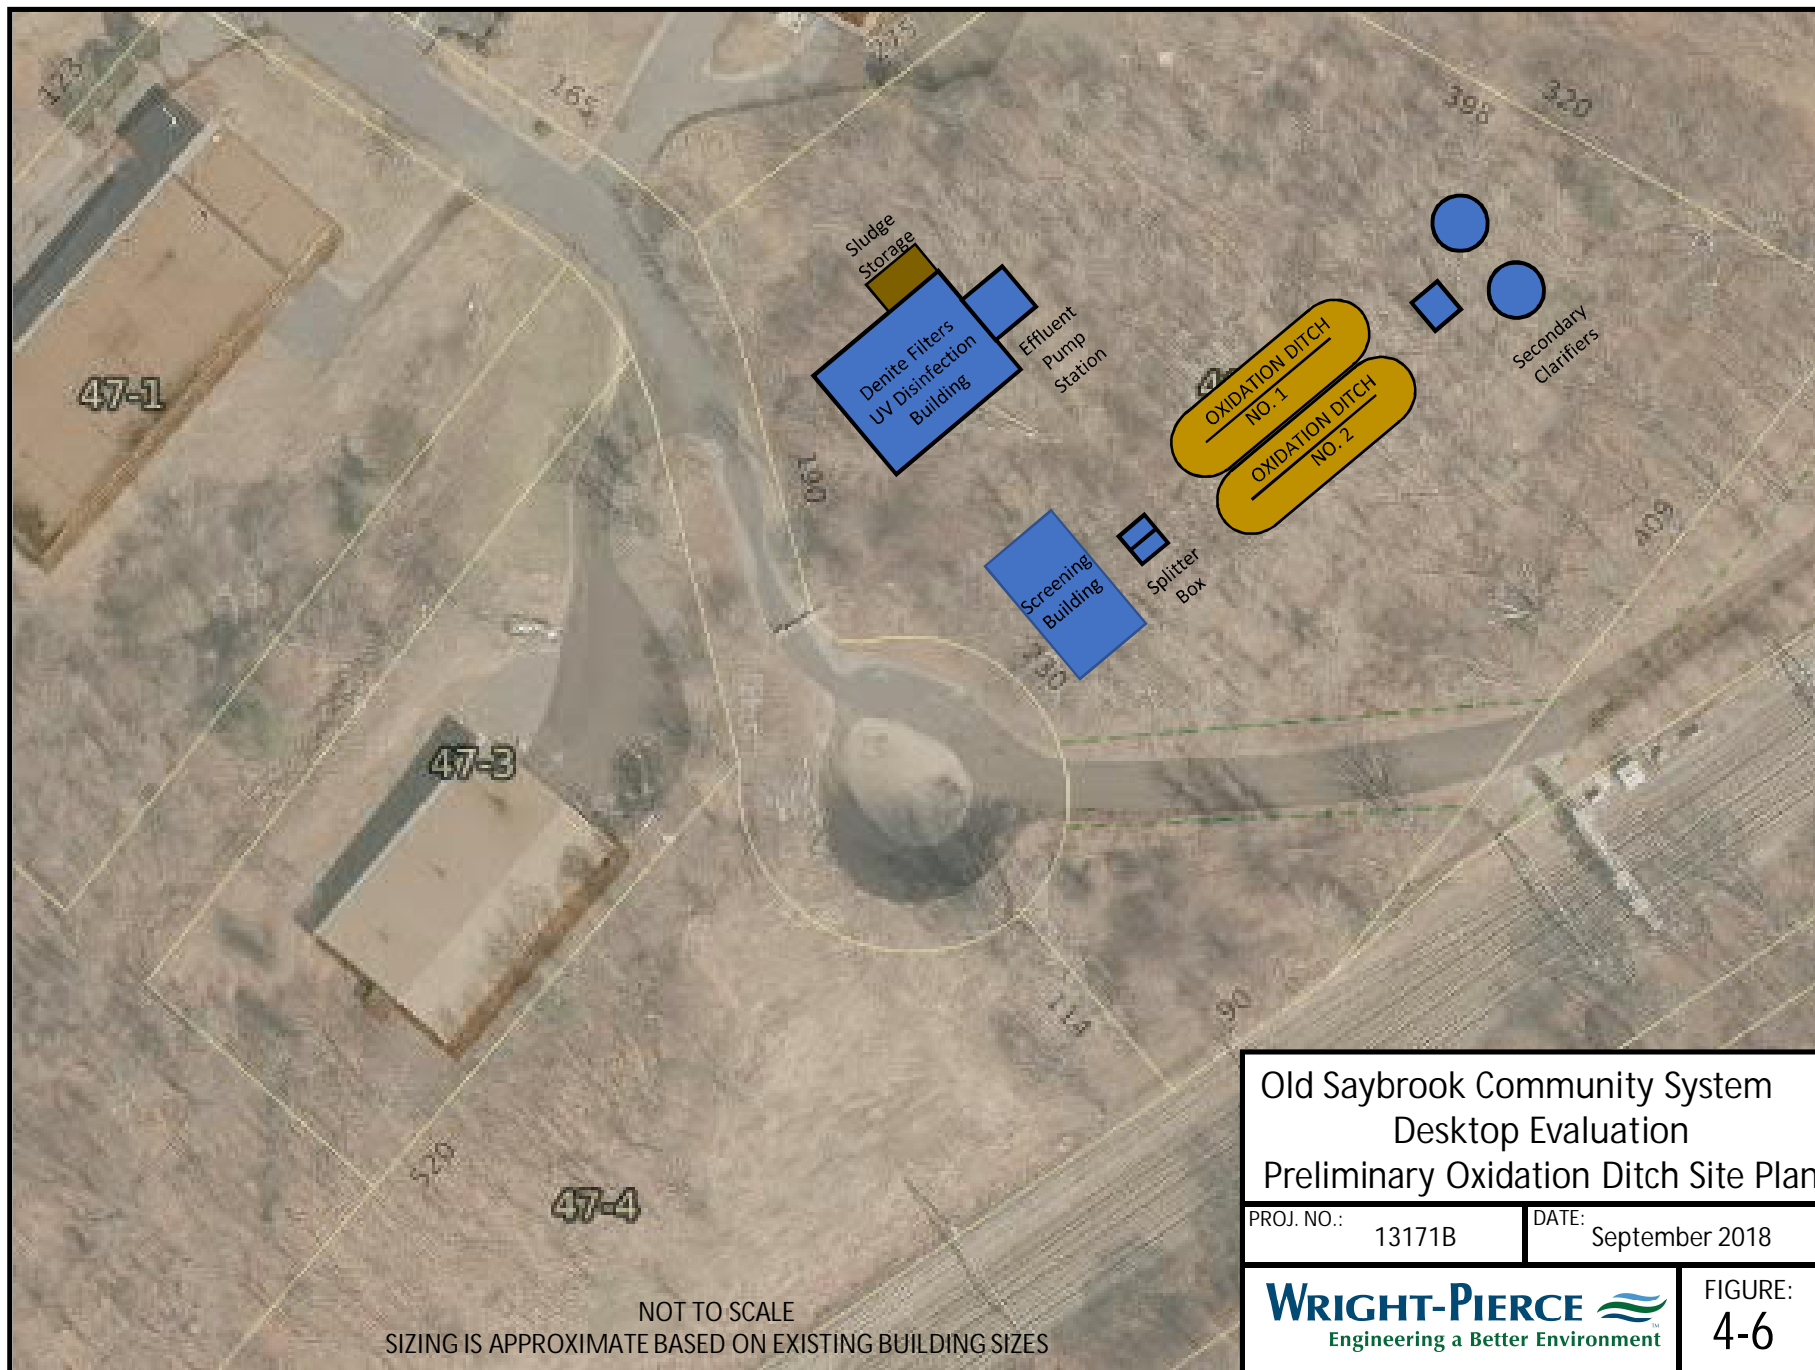 123
165
275
398
320
Sludge
Storage
Denite Filters
UV Disinfection
Building
Effluent
Pump
Station
OXIDATION DITCH
NO. 1
OXIDATION DITCH
NO. 2
Secondary
Clarifiers
47-1
190
409
Screening
Building
Splitter
Box
230
47-3
114
90
520
47-4
Old Saybrook Community System
Desktop Evaluation
Preliminary Oxidation Ditch Site Plan
PROJ. NO.: 13171B
DATE: September 2018
WRIGHT-PIERCE
TM
Engineering a Better Environment
FIGURE:
4-6
NOT TO SCALE
SIZING IS APPROXIMATE BASED ON EXISTING BUILDING SIZES